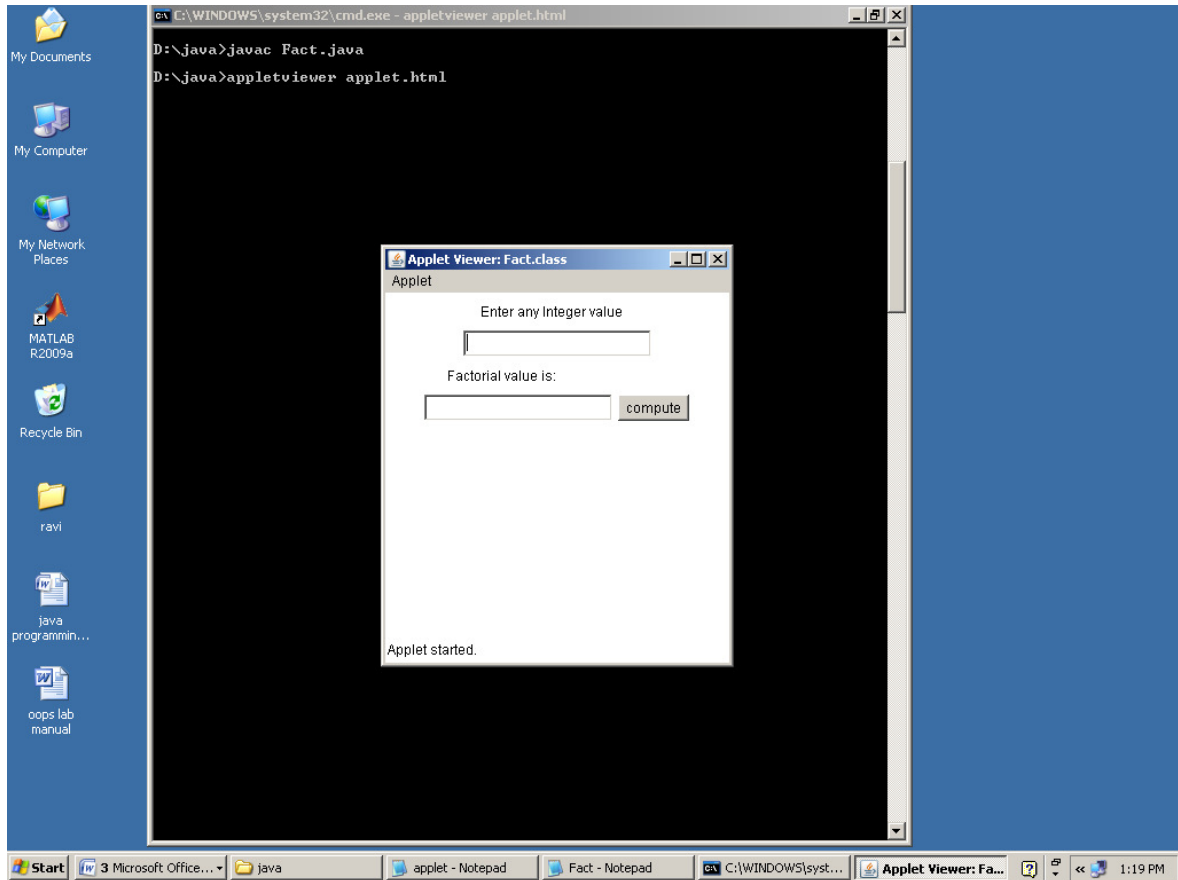 My Documents
My Computer
My Network
Places
MATLAB
R2009a
Recycle Bin
ravi
java
programmin...
oops lab
manual
C:\WINDOWS\system32\cmd.exe - appletviewer applet.html
D:\java>javac Fact.java
D:\java>appletviewer applet.html
Applet Viewer: Fact.class
Applet
Enter any Integer value
Factorial value is:
compute
Applet started.
Start
3 Microsoft Office...
java
applet - Notepad
Fact - Notepad
C:\WINDOWS\syst...
Applet Viewer: Fa...
1:19 PM